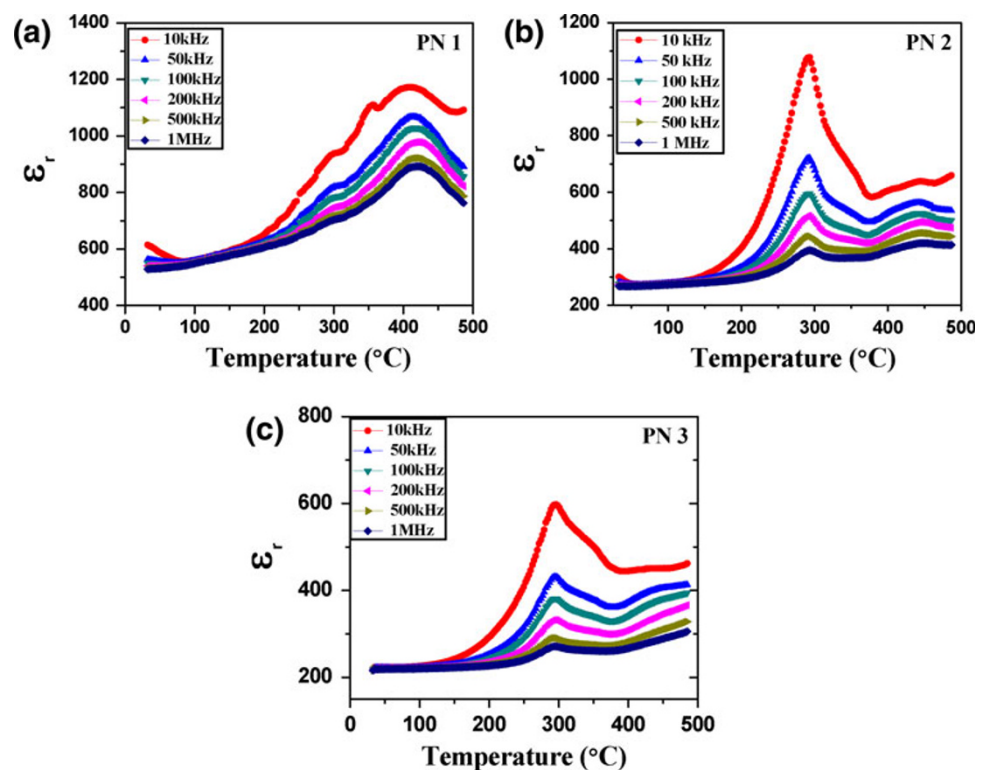 (a)
PN 1
10kHz
50kHz
100kHz
200kHz
500kHz
1MHz
1400
1200
1000
800
600
400
εr
0 100 200 300 400 500
Temperature (°C)
(b)
PN 2
10 kHz
50 kHz
100 kHz
200 kHz
500 kHz
1 MHz
1200
1000
800
600
400
200
εr
100 200 300 400 500
Temperature (°C)
(c)
PN 3
10kHz
50kHz
100kHz
200kHz
500kHz
1MHz
800
600
400
200
εr
0 100 200 300 400 500
Temperature (°C)